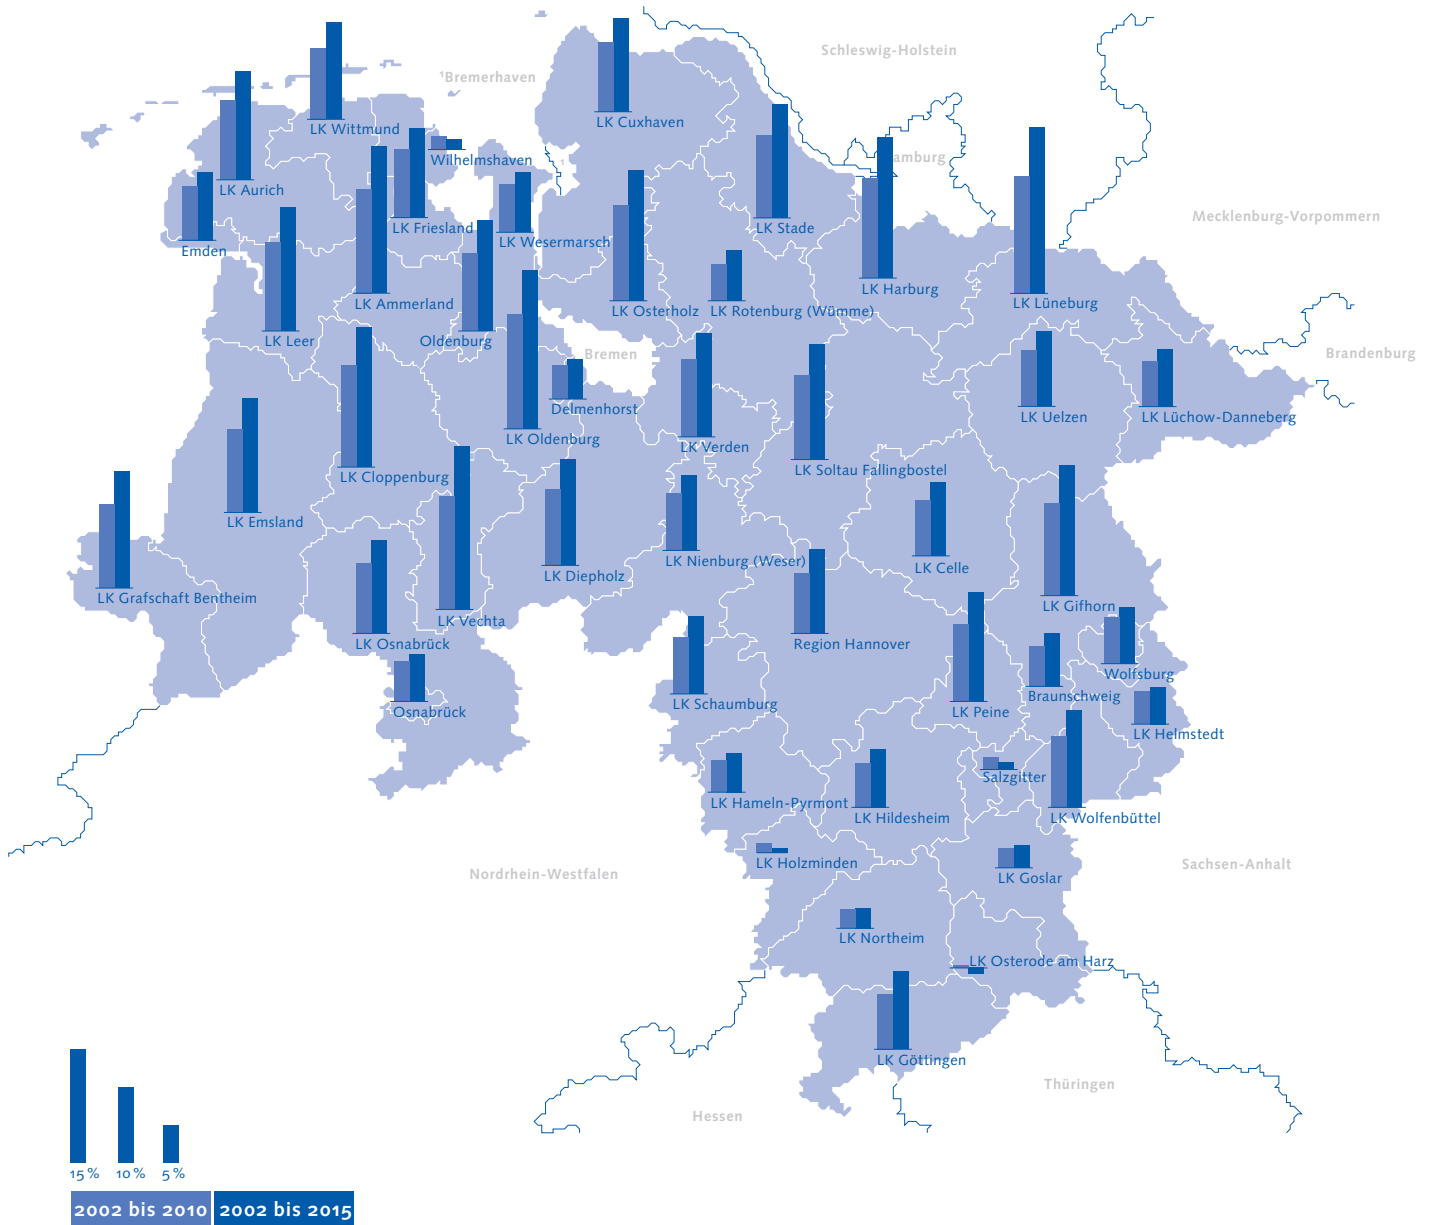 Schleswig-Holstein
¹Bremerhaven
LK Cuxhaven
LK Wittmund
Wilhelmshaven
1
amburg
LK Aurich
Mecklenburg-Vorpommern
LK Friesland
LK Stade
LK Wesermarsch
Emden
LK Harburg
LK Ammerland
LK Lüneburg
LK Osterholz
LK Rotenburg (Wümme)
LK Leer
Oldenburg
Bremen
Brandenburg
Delmenhorst
LK Uelzen
LK Lüchow-Danneberg
LK Oldenburg
LK Verden
LK Cloppenburg
LK Soltau Fallingbostel
LK Emsland
LK Nienburg (Weser)
LK Celle
LK Diepholz
LK Grafschaft Bentheim
LK Gifhorn
LK Vechta
LK Osnabrück
Region Hannover
Wolfsburg
Braunschweig
LK Schaumburg
Osnabrück
LK Peine
LK Helmstedt
Salzgitter
LK Hameln-Pyrmont
LK Hildesheim
LK Wolfenbüttel
LK Holzminden
Sachsen-Anhalt
Nordrhein-Westfalen
LK Goslar
LK Northeim
LK Osterode am Harz
LK Göttingen
Thüringen
Hessen
15 % 10 % 5 %
2002 bis 2010 2002 bis 2015